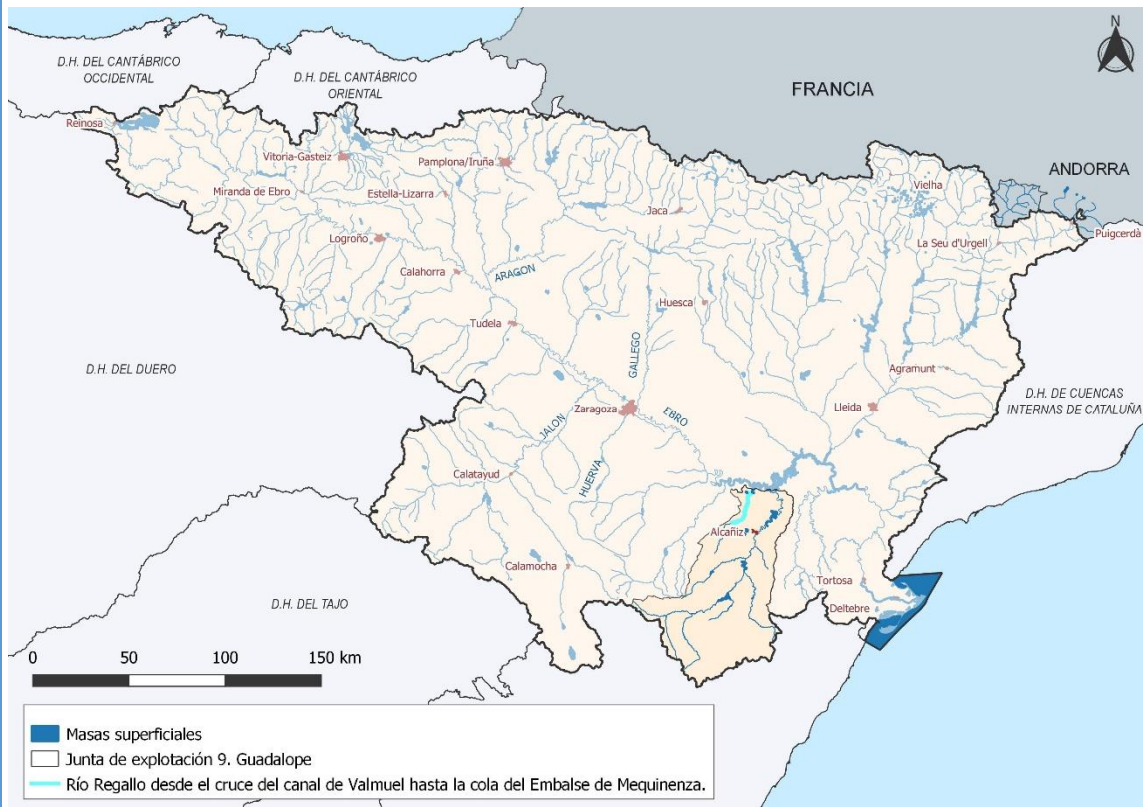 N
D.H. DEL CANTÁBRICO
OCCIDENTAL
D.H. DEL CANTÁBRICO
ORIENTAL
FRANCIA
ANDORRA
Reinosa
Vitoria-Gasteiz
Pamplona/Iruña
Vielha
Miranda de Ebro
Estella-Lizarra
Jaca
La Seu d'Urgell
Puigcerdà
Logroño
Calahorra
ARAGON
Huesca
Tudela
GALLEGO
D.H. DEL DUERO
Agramunt
D.H. DE CUENCAS
INTERNAS DE CATALUÑA
Zaragoza
EBRO
Lleida
JALON
Calatayud
HUERVA
Alcañiz
Calamocha
Tortosa
Deltebre
D.H. DEL TAJO
0 50 100 150 km
Masas superficiales
Junta de explotación 9. Guadalope
Río Regallo desde el cruce del canal de Valmuel hasta la cola del Embalse de Mequinenza.